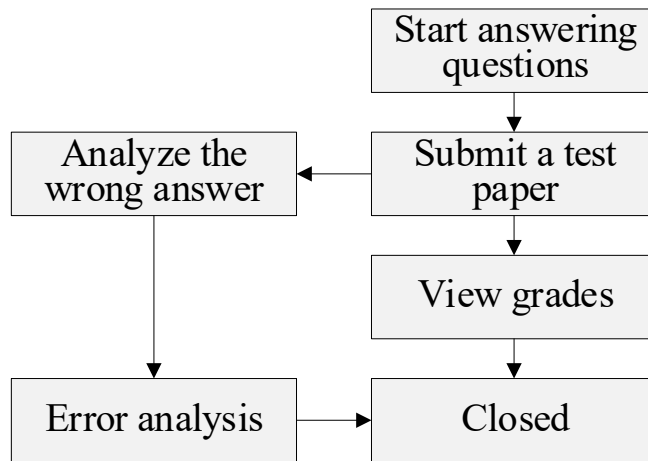 Start answering
questions
Analyze the
wrong answer
Submit a test
paper
View grades
Error analysis
Closed